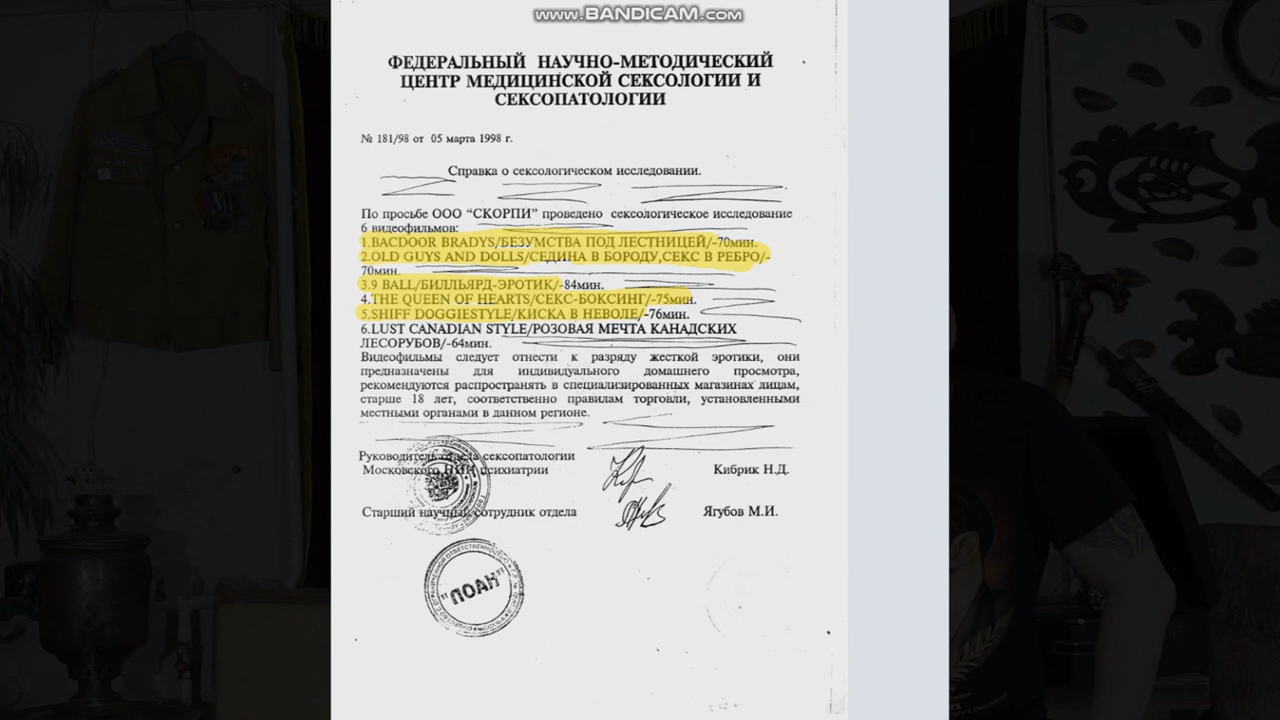 www.BANDICAM.com
ФЕДЕРАЛЬНЫЙ НАУЧНО-МЕТОДИЧЕСКИЙ
ЦЕНТР МЕДИЦИНСКОЙ СЕКСОЛОГИИ И
СЕКСОПАТОЛОГИИ
№ 181/98 от 05 марта 1998 г.
Справка о сексологическом исследовании.
По просьбе ООО “СКОРПИ” проведено сексологическое исследование
6 видеофильмов:
1.BACDOOR BRADYS/БЕЗУМСТВА ПОД ЛЕСТНИЦЕЙ/-70мин.
2.OLD GUYS AND DOLLS/СЕДИНА В БОРОДУ,СЕКС В РЕБРО/-
70мин.
3.9 BALL/БИЛЛЬЯРД-ЭРОТИК/-84мин.
4.THE QUEEN OF HEARTS/СЕКС-БОКСИНГ/-75мин.
5.SHIFF DOGGIESTYLE/КИСКА В НЕВОЛЕ/-76мин.
6.LUST CANADIAN STYLE/РОЗОВАЯ МЕЧТА КАНАДСКИХ
ЛЕСОРУБОВ/-64мин.
Видеофильмы следует отнести к разряду жесткой эротики, они
предназначены для индивидуального домашнего просмотра,
рекомендуются распространять в специализированных магазинах лицам,
старше 18 лет, соответственно правилам торговли, установленными
местными органами в данном регионе.
Руководитель отдела сексопатологии
Московского НИИ психиатрии Кибрик Н.Д.
Старший научный сотрудник отдела Ягубов М.И.
"ПОАН"